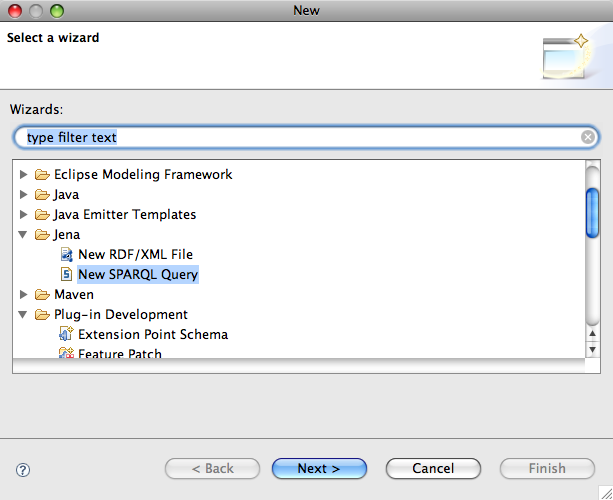 New
Select a wizard
Wizards:
type filter text
Eclipse Modeling Framework
Java
Java Emitter Templates
Jena
New RDF/XML File
New SPARQL Query
Maven
Plug-in Development
Extension Point Schema
Feature Patch
? < Back Next > Cancel Finish